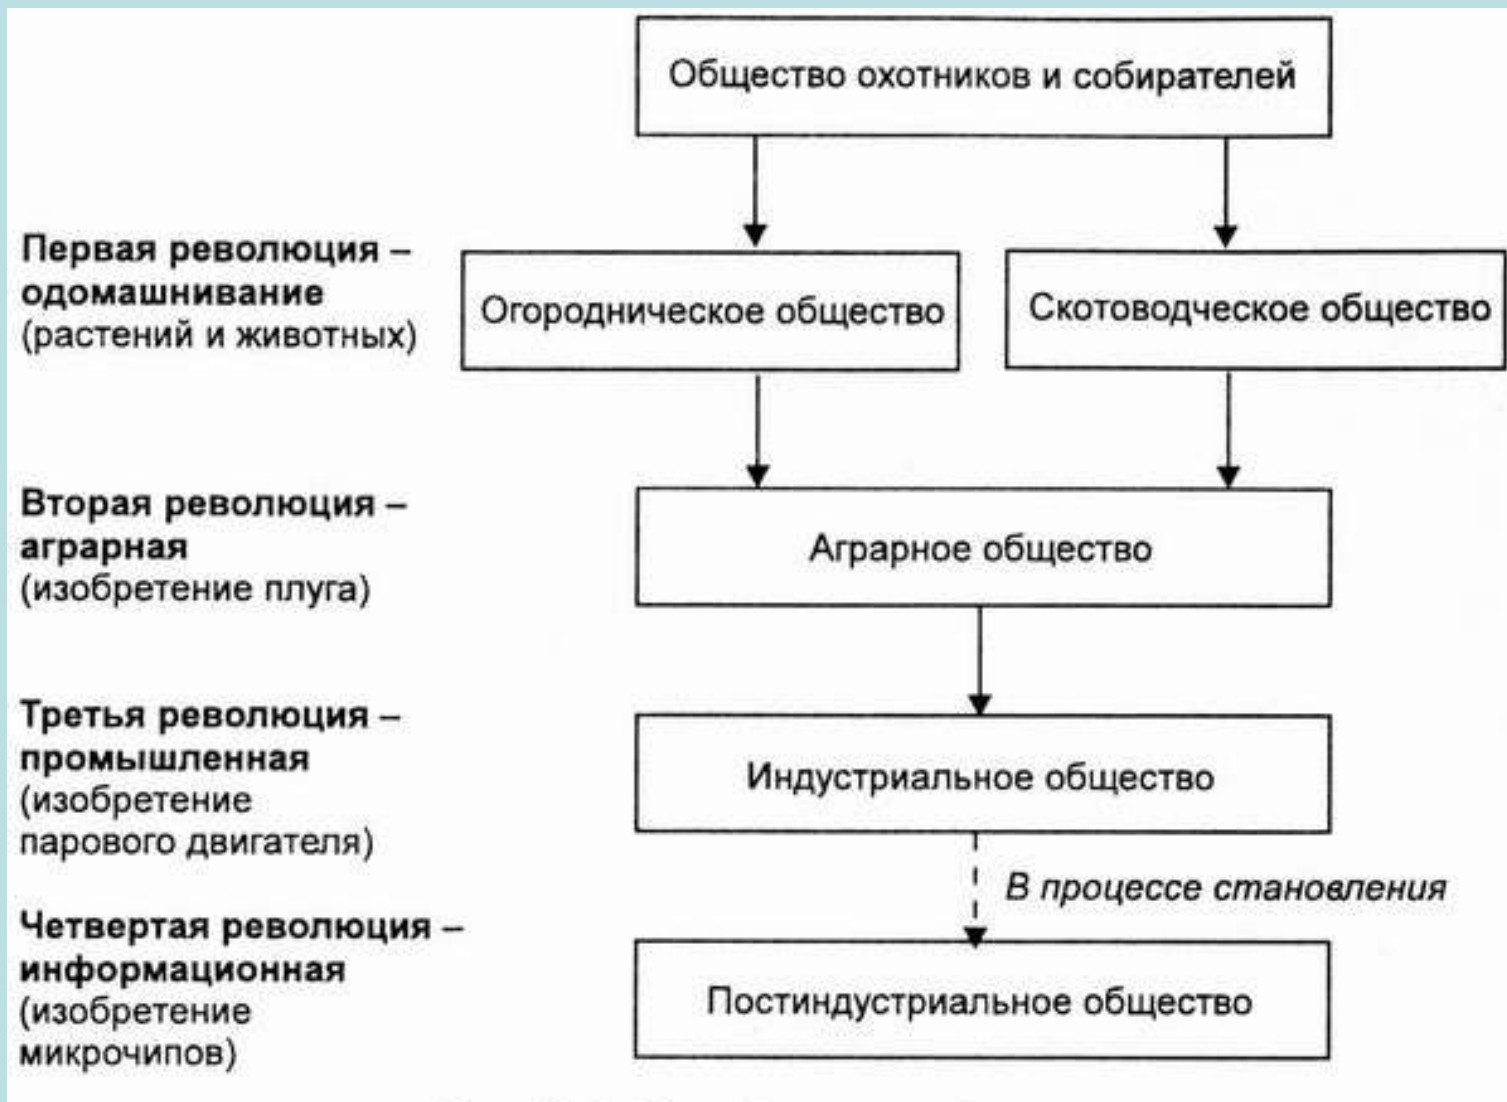 Общество охотников и собирателей
Первая революция –
одомашнивание
(растений и животных)
Огородническое общество
Скотоводческое общество
Вторая революция –
аграрная
(изобретение плуга)
Аграрное общество
Третья революция –
промышленная
(изобретение
парового двигателя)
Индустриальное общество
В процессе становления
Четвертая революция –
информационная
(изобретение
микрочипов)
Постиндустриальное общество